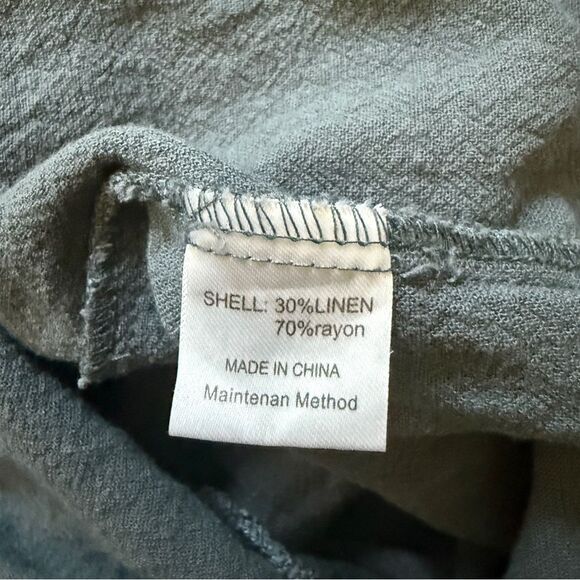 SHELL: 30%LINEN
70%rayon
MADE IN CHINA
Maintenan Method